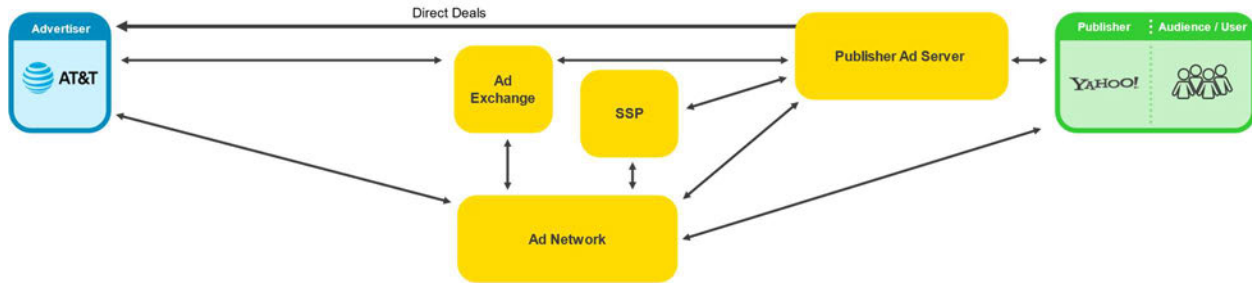 Direct Deals
Advertiser
AT&T
Ad
Exchange
SSP
Publisher Ad Server
Ad Network
Publisher
Audience / User
YAHOO!